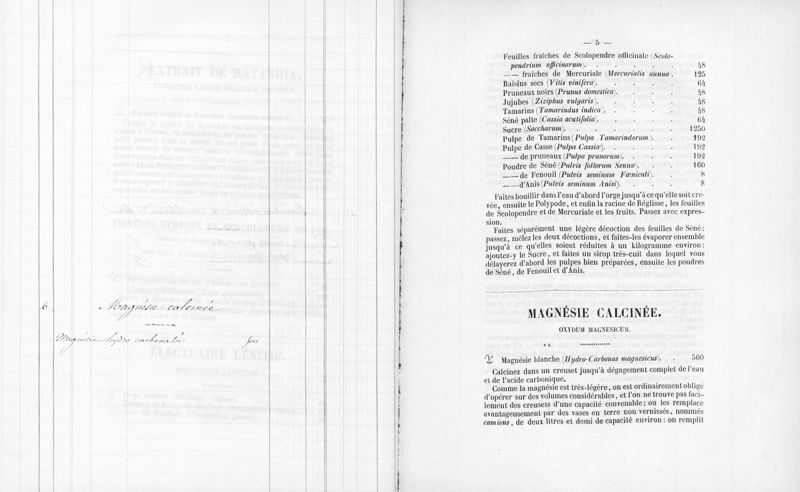 6 Magnésie calcinée
Magnésie hydro carbonatée 500
— 5 —
Feuilles fraîches de Scolopendre officinale (Scolo-
pendrium officinarum). . . . . . 48
—— fraîches de Mercuriale (Mercurialis annua. 125
Raisins secs (Vitis vinifera). . . . . 64
Pruneaux noirs (Prunus domestica). . . . 48
Jujubes (Ziziphus vulgaris). . . . . 48
Tamarins (Tamarindus indica). . . . . 48
Séné palte (Cassia acutifolia). . . . . 64
Sucre (Saccharum). . . . . . . 1250
Pulpe de Tamarins (Pulpa Tamarindorum). . 192
Pulpe de Casse (Pulpa Cassiæ). . . . . 192
—— de pruneaux (Pulpa prunorum). . . . 192
Poudre de Séné (Pulvis foliorum Sennæ). . . 160
—— de Fenouil (Pulvis seminum Fœniculi) . 8
—— d'Anis (Pulvis seminum Anisi). . . . 8
Faites bouillir dans l'eau d'abord l'orge jusqu'à ce qu'elle soit cre-
vée, ensuite le Polypode, et enfin la racine de Réglisse, les feuilles
de Scolopendre et de Mercuriale et les fruits. Passez avec expres-
sion.
Faites séparément une légère décoction des feuilles de Séné;
passez, mêlez les deux décoctions, et faites-les évaporer ensemble
jusqu'à ce qu'elles soient réduites à un kilogramme environ:
ajoutez-y le Sucre, et faites un sirop très-cuit dans lequel vous
délayerez d'abord les pulpes bien préparées, ensuite les poudres
de Séné, de Fenouil et d'Anis.
MAGNÉSIE CALCINÉE.
OXYDUM MAGNESICUM.
Magnésie blanche (Hydro-Carbonas magnesicus). . 500
Calcinez dans un creuset jusqu'à dégagement complet de l'eau
et de l'acide carbonique.
Comme la magnésie est très-légère, on est ordinairement obligé
d'opérer sur des volumes considérables, et l'on ne trouve pas faci-
lement des creusets d'une capacité convenable; on les remplace
avantageusement par des vases en terre non vernissés, nommés
camions, de deux litres et demi de capacité environ: on remplit